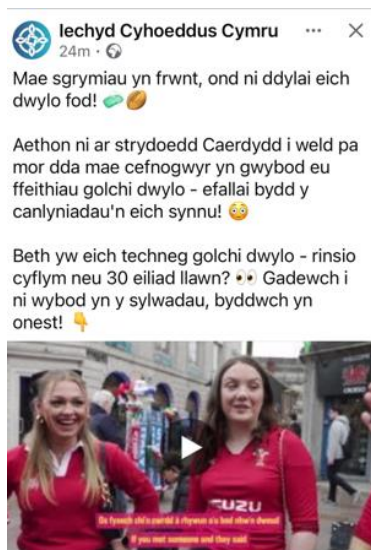 Iechyd Cyhoeddus Cymru
24m
Mae sgrymiau yn frwnt, ond ni ddylai eich
dwylo fod! 🧼🏉
Aethon ni ar strydoedd Caerdydd i weld pa
mor dda mae cefnogwyr yn gwybod eu
ffeithiau golchi dwylo - efallai bydd y
canlyniadau'n eich synnu! 😳
Beth yw eich techneg golchi dwylo - rinsio
cyflym neu 30 eiliad llawn? 👀 Gadewch i
ni wybod yn y sylwadau, byddwch yn
onest! 👇
If you met someone and they said